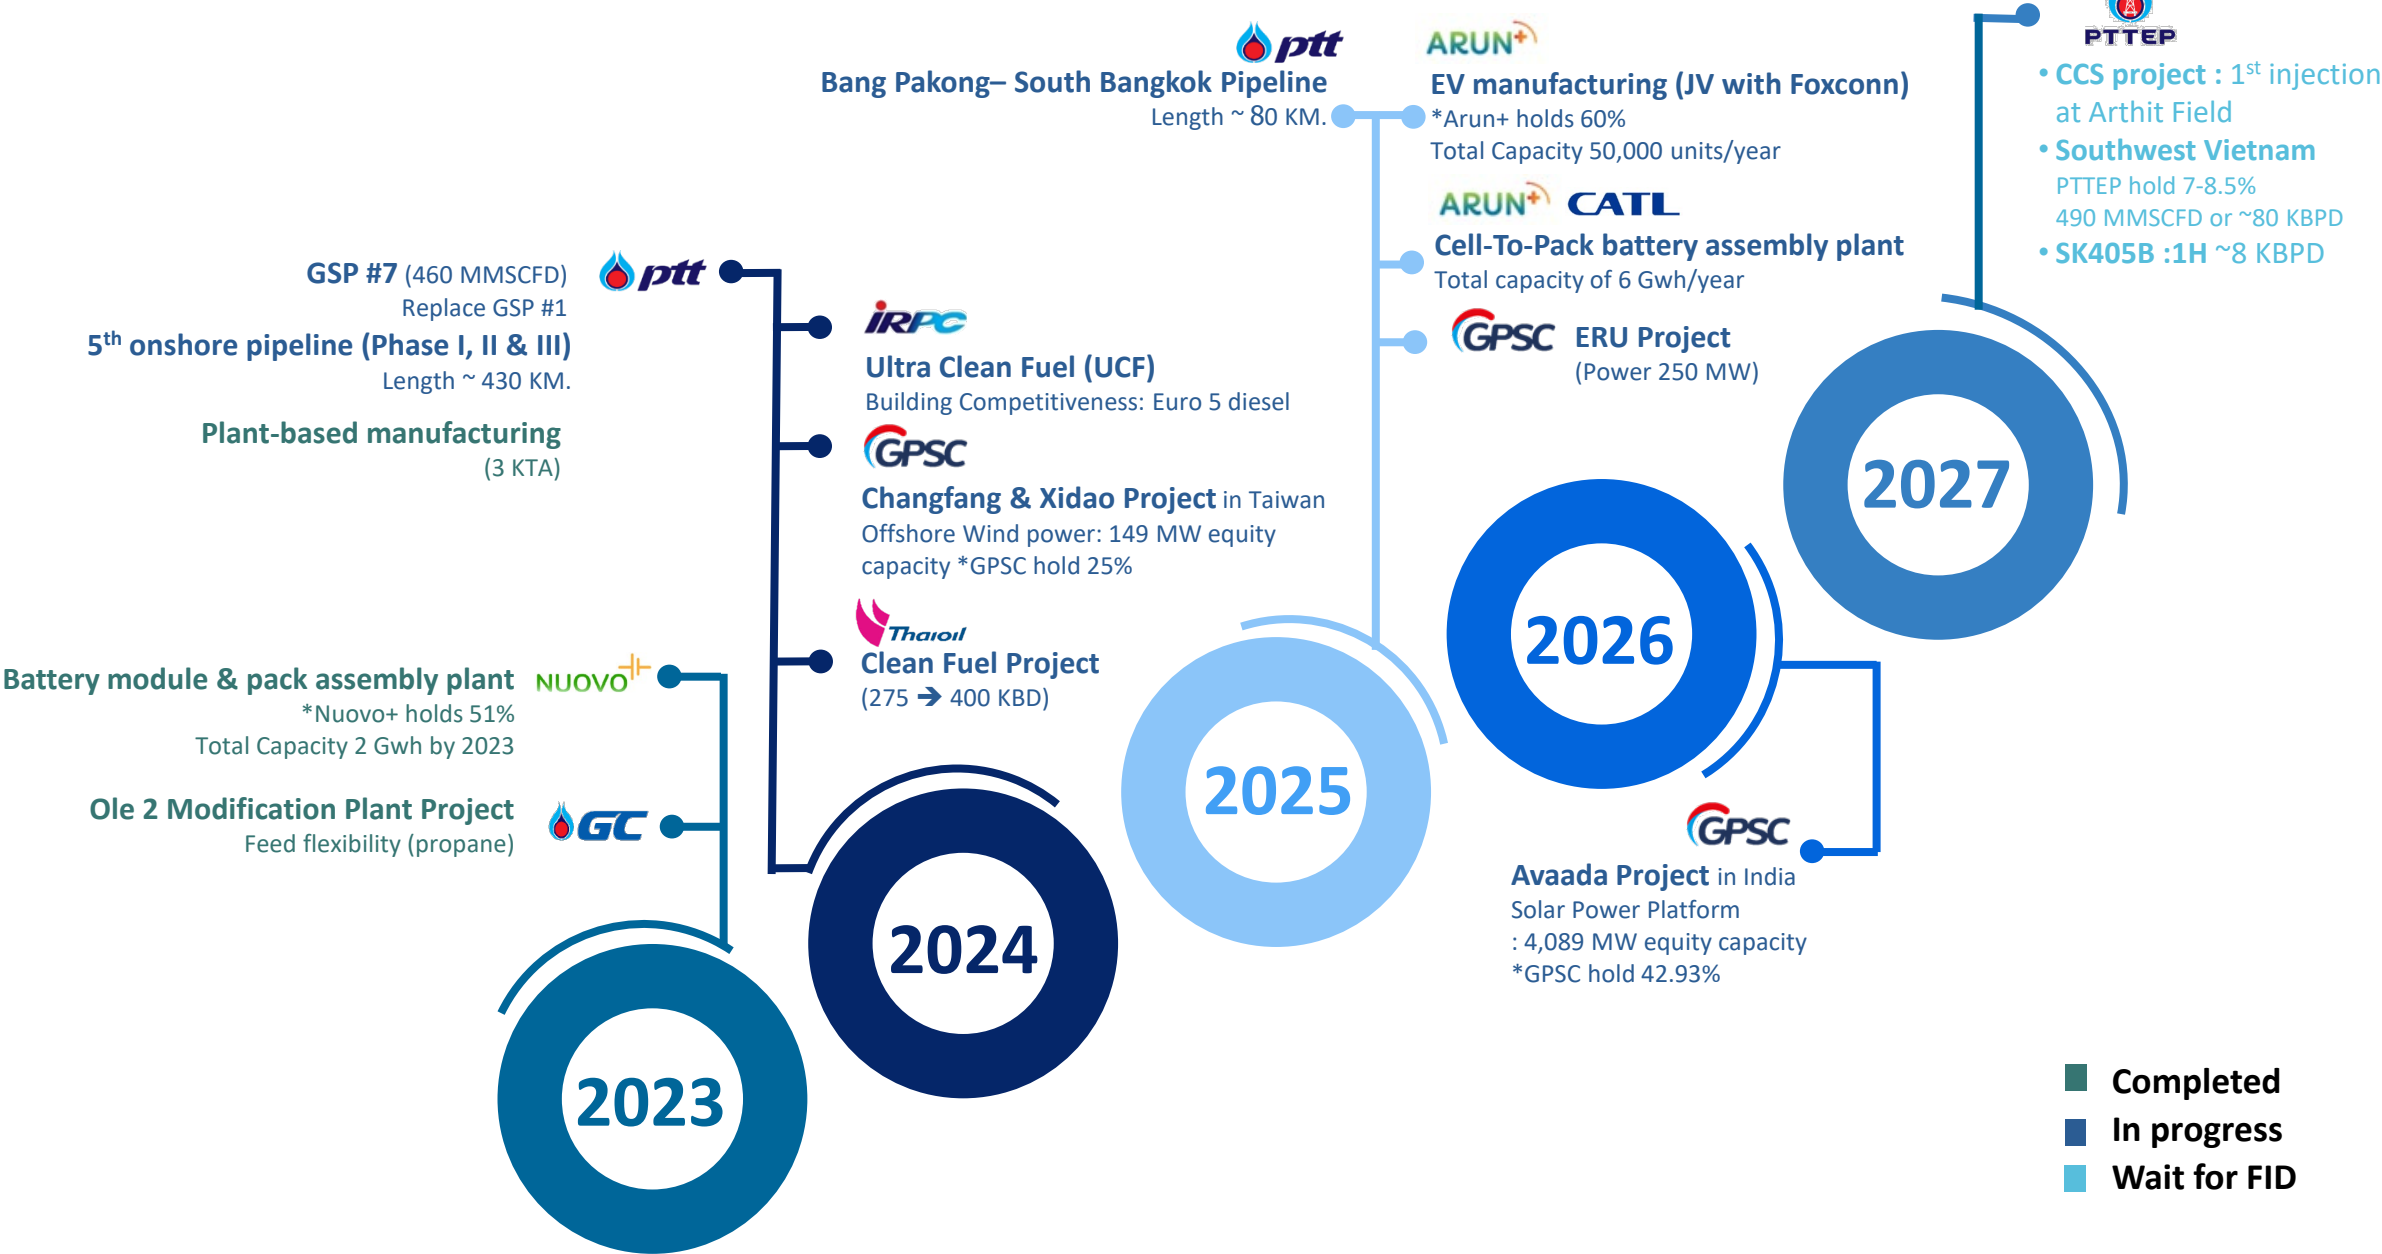 ptt
Bang Pakong– South Bangkok Pipeline
Length ~ 80 KM.
ARUN+
EV manufacturing (JV with Foxconn)
*Arun+ holds 60%
Total Capacity 50,000 units/year
ARUN+ CATL
Cell-To-Pack battery assembly plant
Total capacity of 6 Gwh/year
GPSC
ERU Project
(Power 250 MW)
PTTEP
• CCS project : 1st injection
at Arthit Field
• Southwest Vietnam
PTTEP hold 7-8.5%
490 MMSCFD or ~80 KBPD
• SK405B :1H ~8 KBPD
GSP #7 (460 MMSCFD)
Replace GSP #1
ptt
5th onshore pipeline (Phase I, II & III)
Length ~ 430 KM.
Plant-based manufacturing
(3 KTA)
IRPC
Ultra Clean Fuel (UCF)
Building Competitiveness: Euro 5 diesel
GPSC
Changfang & Xidao Project in Taiwan
Offshore Wind power: 149 MW equity
capacity *GPSC hold 25%
Thaioil
Clean Fuel Project
(275 ➔ 400 KBD)
Battery module & pack assembly plant
NUOVO+
*Nuovo+ holds 51%
Total Capacity 2 Gwh by 2023
Ole 2 Modification Plant Project
GC
Feed flexibility (propane)
2023
2024
2025
2026
2027
GPSC
Avaada Project in India
Solar Power Platform
: 4,089 MW equity capacity
*GPSC hold 42.93%
Completed
In progress
Wait for FID